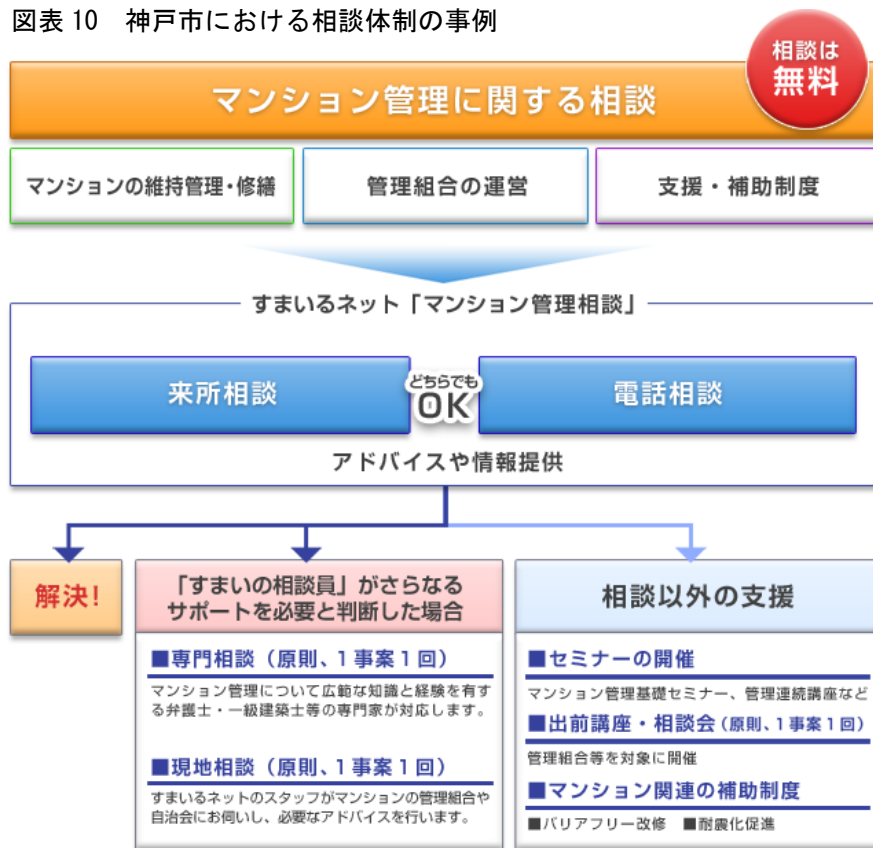 図表 10　神戸市における相談体制の事例
相談は
無料
マンション管理に関する相談
マンションの維持管理・修繕
管理組合の運営
支援・補助制度
すまいるネット「マンション管理相談」
来所相談
どちらでも
OK
電話相談
アドバイスや情報提供
解決!
「すまいの相談員」がさらなる
サポートを必要と判断した場合
■専門相談（原則、1事案1回）
マンション管理について広範な知識と経験を有す
る弁護士・一級建築士等の専門家が対応します。
■現地相談（原則、1事案1回）
すまいるネットのスタッフがマンションの管理組合や
自治会にお伺いし、必要なアドバイスを行います。
相談以外の支援
■セミナーの開催
マンション管理基礎セミナー、管理連続講座など
■出前講座・相談会（原則、1事案1回）
管理組合等を対象に開催
■マンション関連の補助制度
■バリアフリー改修　■耐震化促進